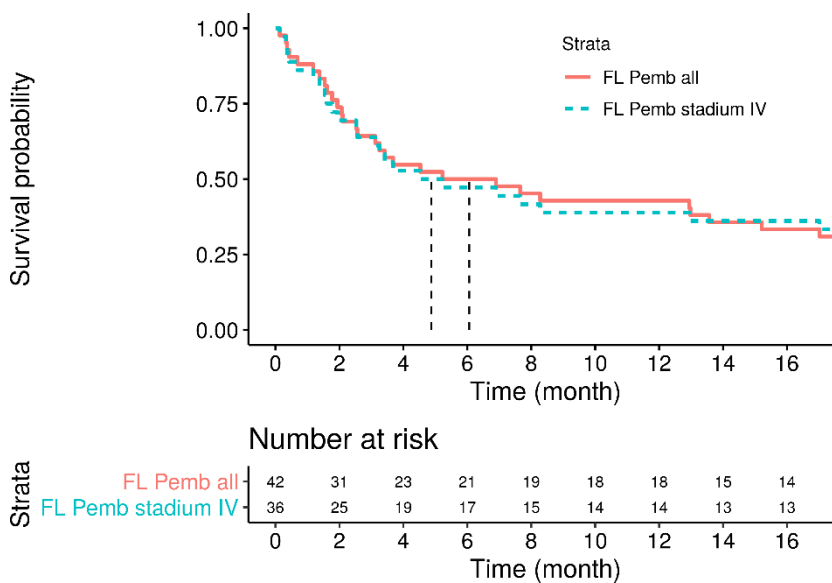 Survival probability
1.00
0.75
0.50
0.25
0.00
Strata
FL Pemb all
FL Pemb stadium IV
0 2 4 6 8 10 12 14 16
Time (month)
Number at risk
Strata
FL Pemb all 42 31 23 21 19 18 18 15 14
FL Pemb stadium IV 36 25 19 17 15 14 14 13 13
0 2 4 6 8 10 12 14 16
Time (month)